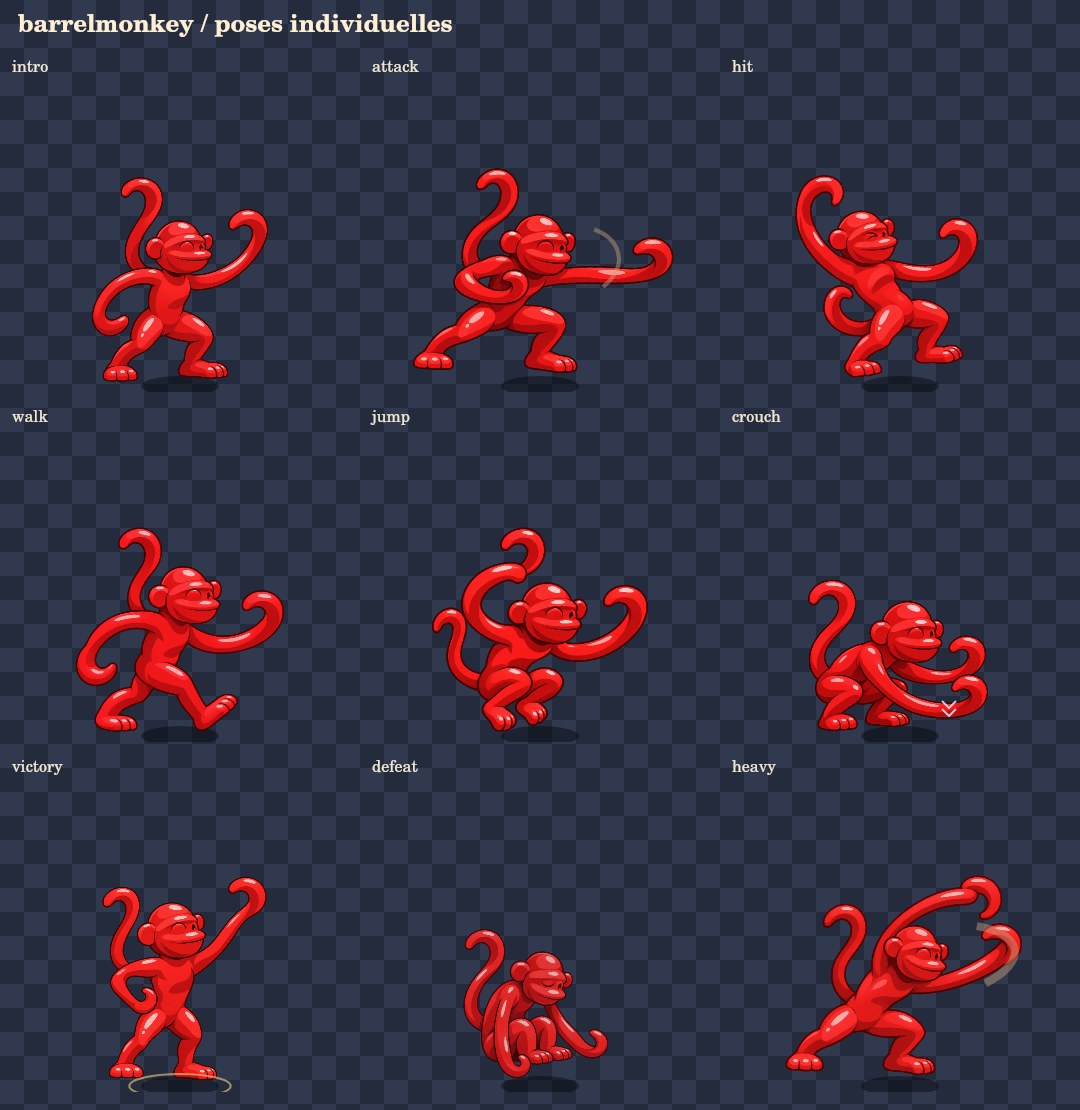 barrelmonkey / poses individuelles
intro
attack
hit
walk
jump
crouch
victory
defeat
heavy